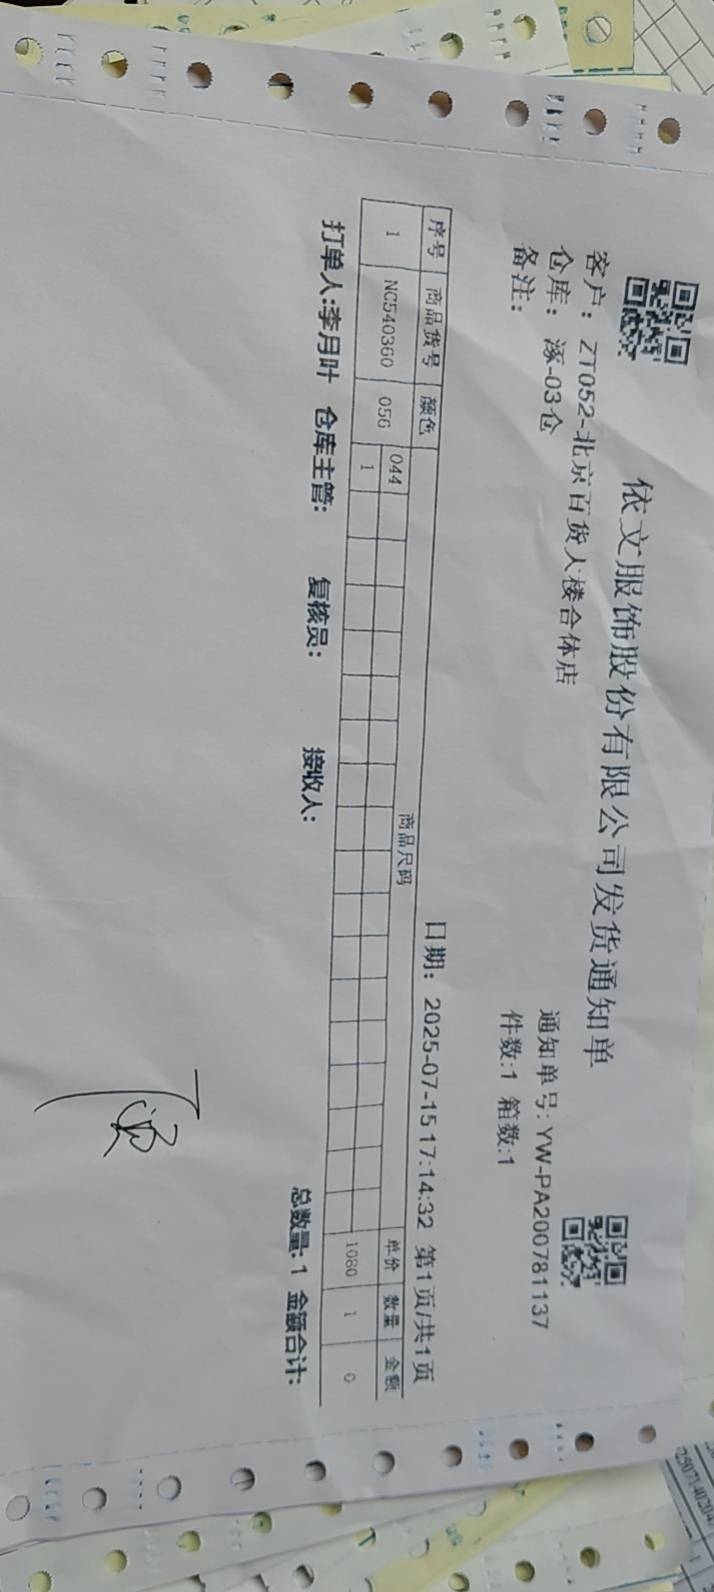 依文服饰股份有限公司发货通知单
客户: ZT052-北京百货大楼合体店
通知单号: YW-PA200781137
仓库: 涿-03仓
件数:1 箱数:1
备注:
日期: 2025-07-15 17:14:32 第1页/共1页
序号 商品货号 颜色 商品尺码 单价 数量 金额
044
1 NC540360 056 1 1080 1 0
打单人:李月叶 仓库主管: 复核员: 接收人: 总数量: 1 金额合计: